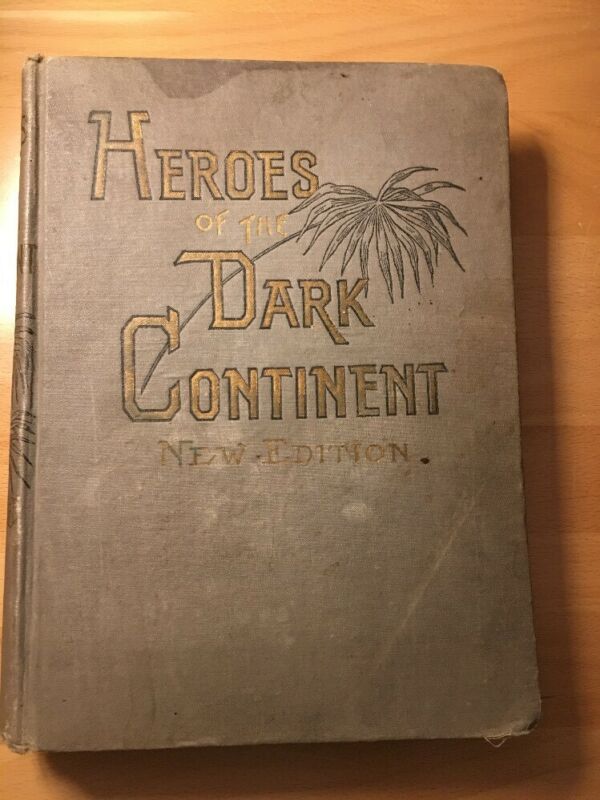 HEROES
OF THE
DARK
CONTINENT
NEW EDITION.